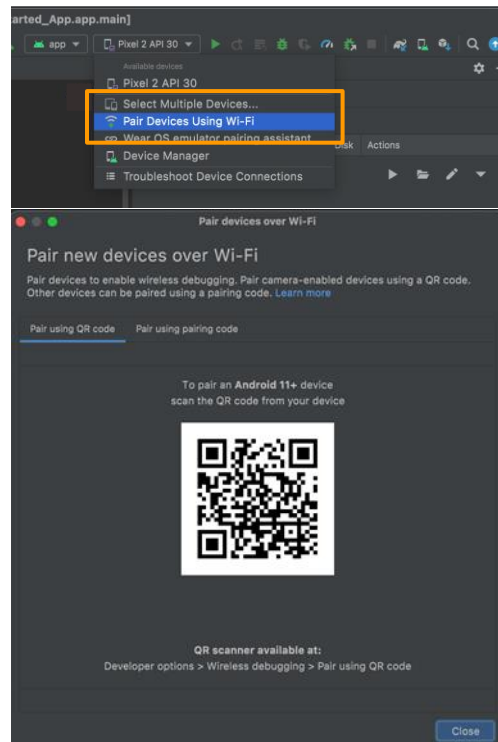 arted_App.app.main]
app
Pixel 2 API 30
Available devices
Pixel 2 API 30
Select Multiple Devices...
Pair Devices Using Wi-Fi
Wear OS emulator pairing assistant
Disk Actions
Device Manager
Troubleshoot Device Connections
Pair devices over Wi-Fi
Pair new devices over Wi-Fi
Pair devices to enable wireless debugging. Pair camera-enabled devices using a QR code.
Other devices can be paired using a pairing code. Learn more
Pair using QR code Pair using pairing code
To pair an Android 11+ device
scan the QR code from your device
QR scanner available at:
Developer options > Wireless debugging > Pair using QR code
Close